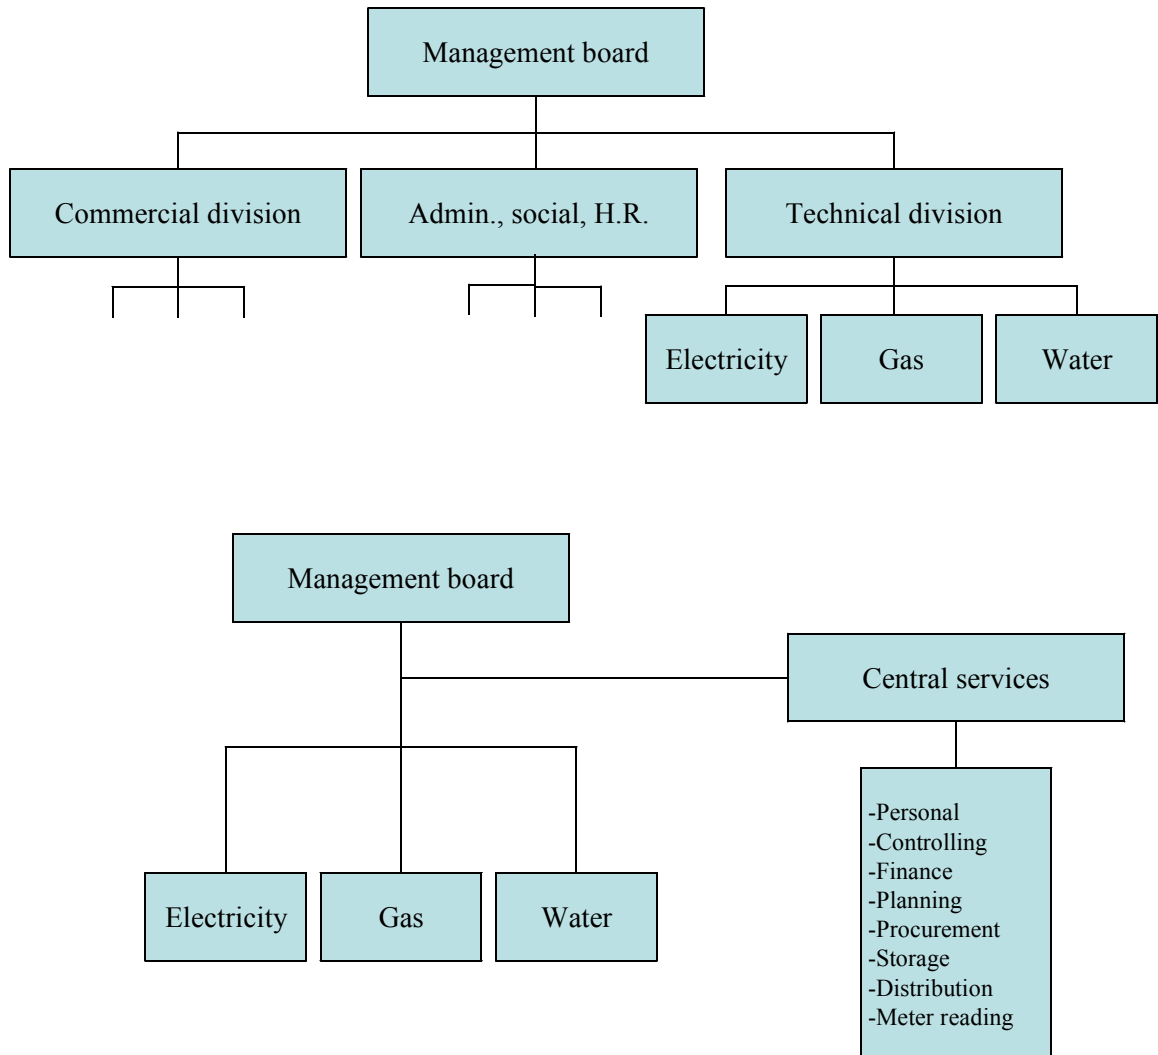 Management board
Commercial division
Admin., social, H.R.
Technical division
Electricity
Gas
Water
Management board
Central services
Electricity
Gas
Water
-Personal
-Controlling
-Finance
-Planning
-Procurement
-Storage
-Distribution
-Meter reading